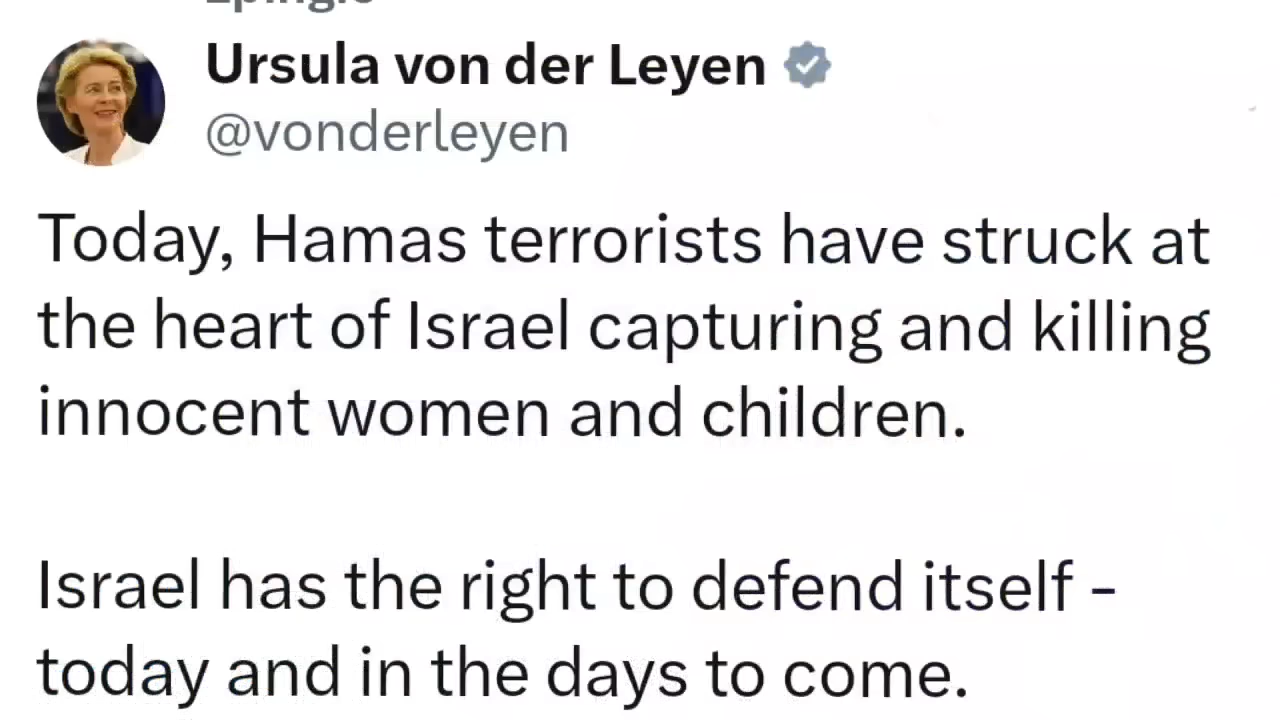 Ursula von der Leyen
@vonderleyen
Today, Hamas terrorists have struck at
the heart of Israel capturing and killing
innocent women and children.
Israel has the right to defend itself -
today and in the days to come.